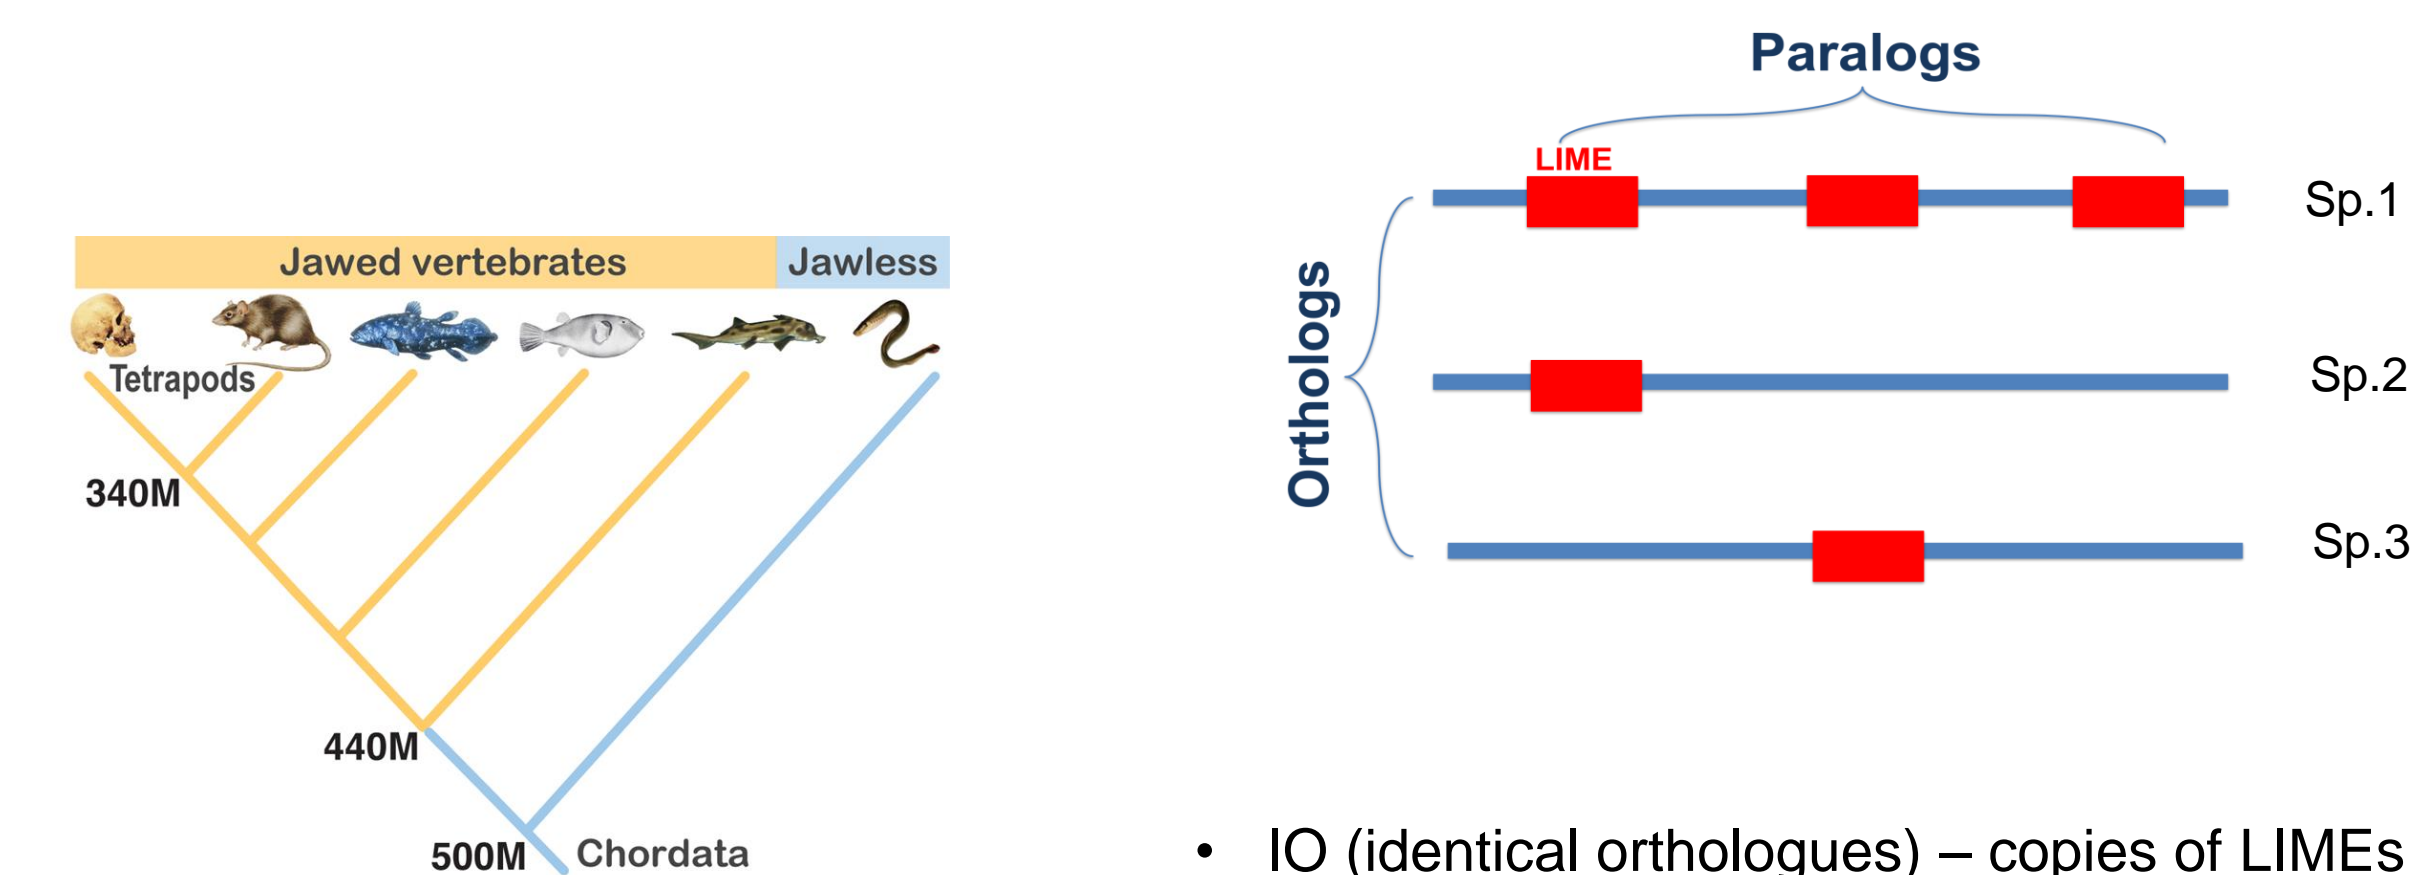 Jawed vertebrates
Jawless
Tetrapods
340M
440M
500M
Chordata
Paralogs
LIME
Sp.1
Orthologs
Sp.2
Sp.3
• IO (identical orthologues) – copies of LIMEs